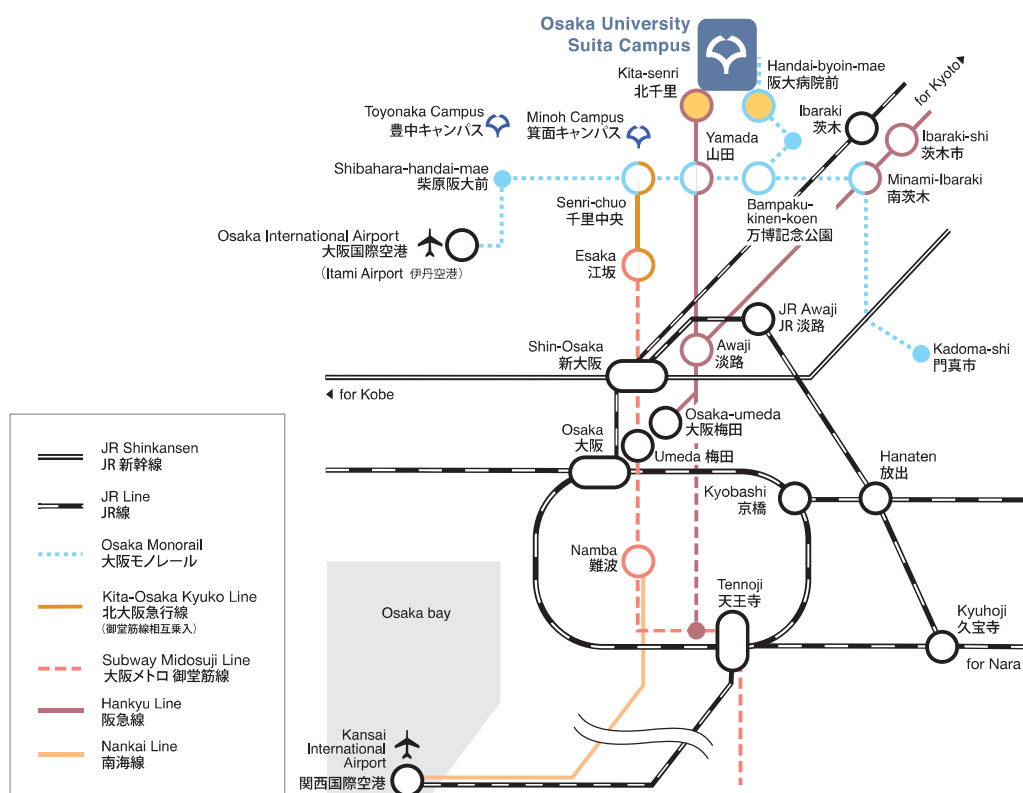 Osaka University
Suita Campus
Kita-senri
北千里
Handai-byoin-mae
阪大病院前
for Kyoto
Toyonaka Campus
豊中キャンパス
Minoh Campus
箕面キャンパス
Ibaraki
茨木
Yamada
山田
Ibaraki-shi
茨木市
Shibahara-handai-mae
柴原阪大前
Minami-Ibaraki
南茨木
Senri-chuo
千里中央
Bampaku-
kinen-koen
万博記念公園
Osaka International Airport
大阪国際空港
(Itami Airport 伊丹空港)
Esaka
江坂
JR Awaji
JR 淡路
Shin-Osaka
新大阪
Awaji
淡路
Kadoma-shi
門真市
for Kobe
Osaka-umeda
大阪梅田
Osaka
大阪
Umeda 梅田
Hanaten
放出
Kyobashi
京橋
Namba
難波
Tennoji
天王寺
Osaka bay
Kyuhoji
久宝寺
for Nara
Kansai
International
Airport
関西国際空港
JR Shinkansen
JR 新幹線
JR Line
JR線
Osaka Monorail
大阪モノレール
Kita-Osaka Kyuko Line
北大阪急行線
(御堂筋線相互乗入)
Subway Midosuji Line
大阪メトロ 御堂筋線
Hankyu Line
阪急線
Nankai Line
南海線